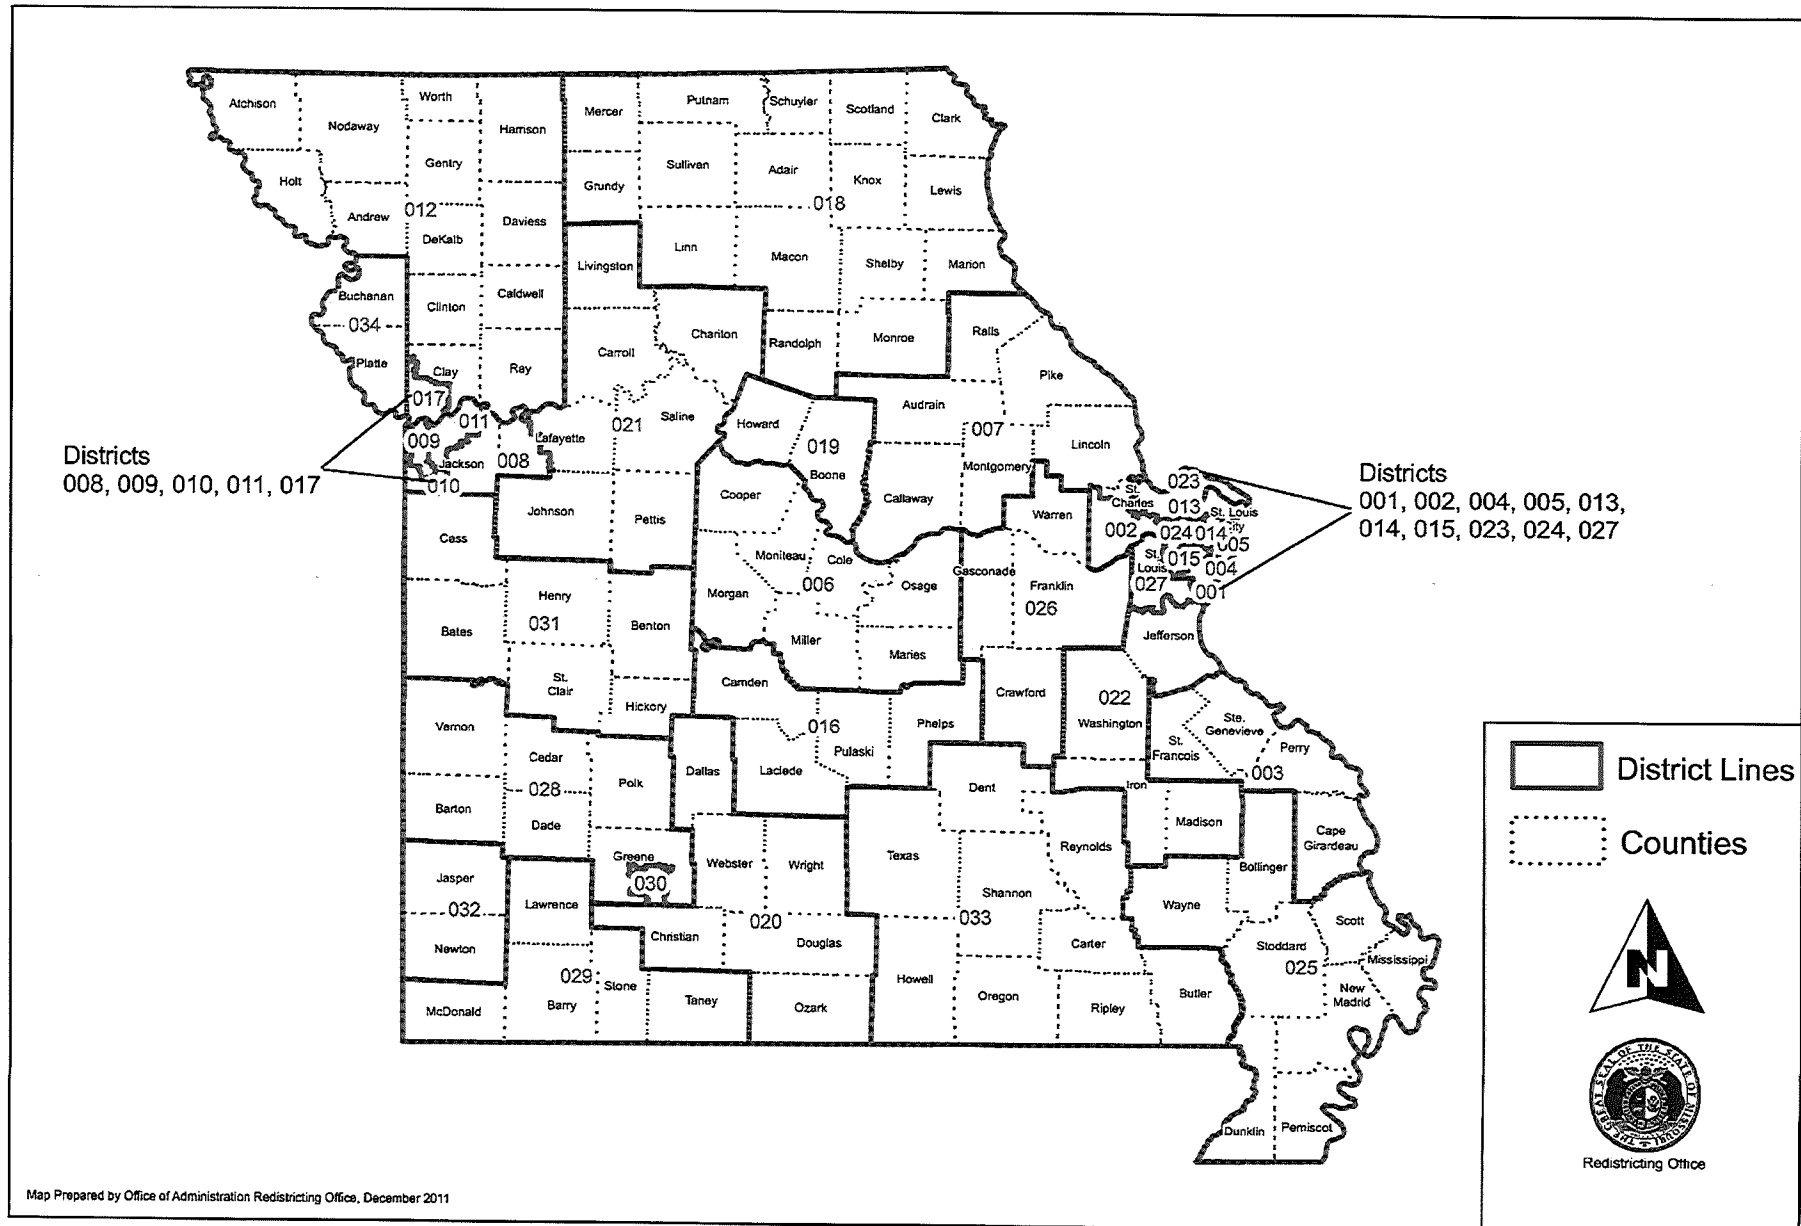 Atchison
Nodaway
Worth
Harrison
Mercer
Putnam
Schuyler
Scotland
Clark
Gentry
Sullivan
Adair
Knox
Lewis
Holt
Grundy
018
Andrew
012
DeKalb
Daviess
Linn
Macon
Shelby
Marion
Livingston
Buchanan
034
Clinton
Caldwell
Chariton
Randolph
Monroe
Ralls
Platte
Clay
Ray
Carroll
Pike
017
011
021
Saline
Howard
019
Audrain
007
Lincoln
009
Lafayette
Jackson
008
010
Boone
Montgomery
Districts
008, 009, 010, 011, 017
Johnson
Pettis
Cooper
Callaway
Warren
St.
Charles
023
013
St. Louis
ity
002
024
014
005
St.
Louis
015
004
027
001
Districts
001, 002, 004, 005, 013,
014, 015, 023, 024, 027
Cass
Moniteau
Cole
006
Osage
Gasconade
Franklin
026
Henry
031
Benton
Morgan
Miller
Maries
Jefferson
Bates
St.
Clair
Hickory
Camden
016
Phelps
Crawford
022
Washington
Ste.
Genevieve
St.
Francois
Perry
003
Vernon
Cedar
028
Polk
Dallas
Laclede
Pulaski
Dent
Iron
Barton
Dade
Greene
030
Webster
Wright
Texas
Reynolds
Madison
Bollinger
Cape
Girardeau
Jasper
032
Newton
Lawrence
Christian
020
Douglas
Shannon
033
Carter
Wayne
Stoddard
025
Scott
Mississippi
New
Madrid
McDonald
029
Barry
Stone
Taney
Ozark
Howell
Oregon
Ripley
Butler
Dunklin
Pemiscot
District Lines
Counties
N
THE GREAT SEAL OF THE STATE OF MISSOURI
Redistricting Office
Map Prepared by Office of Administration Redistricting Office, December 2011